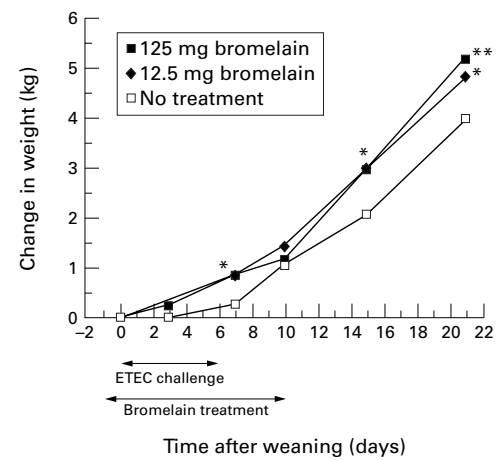 6
5
4
3
2
1
0
Change in weight (kg)
■ 125 mg bromelain
◆ 12.5 mg bromelain
□ No treatment
*
*
**
*
–2 0 2 4 6 8 10 12 14 16 18 20 22
ETEC challenge
Bromelain treatment
Time after weaning (days)